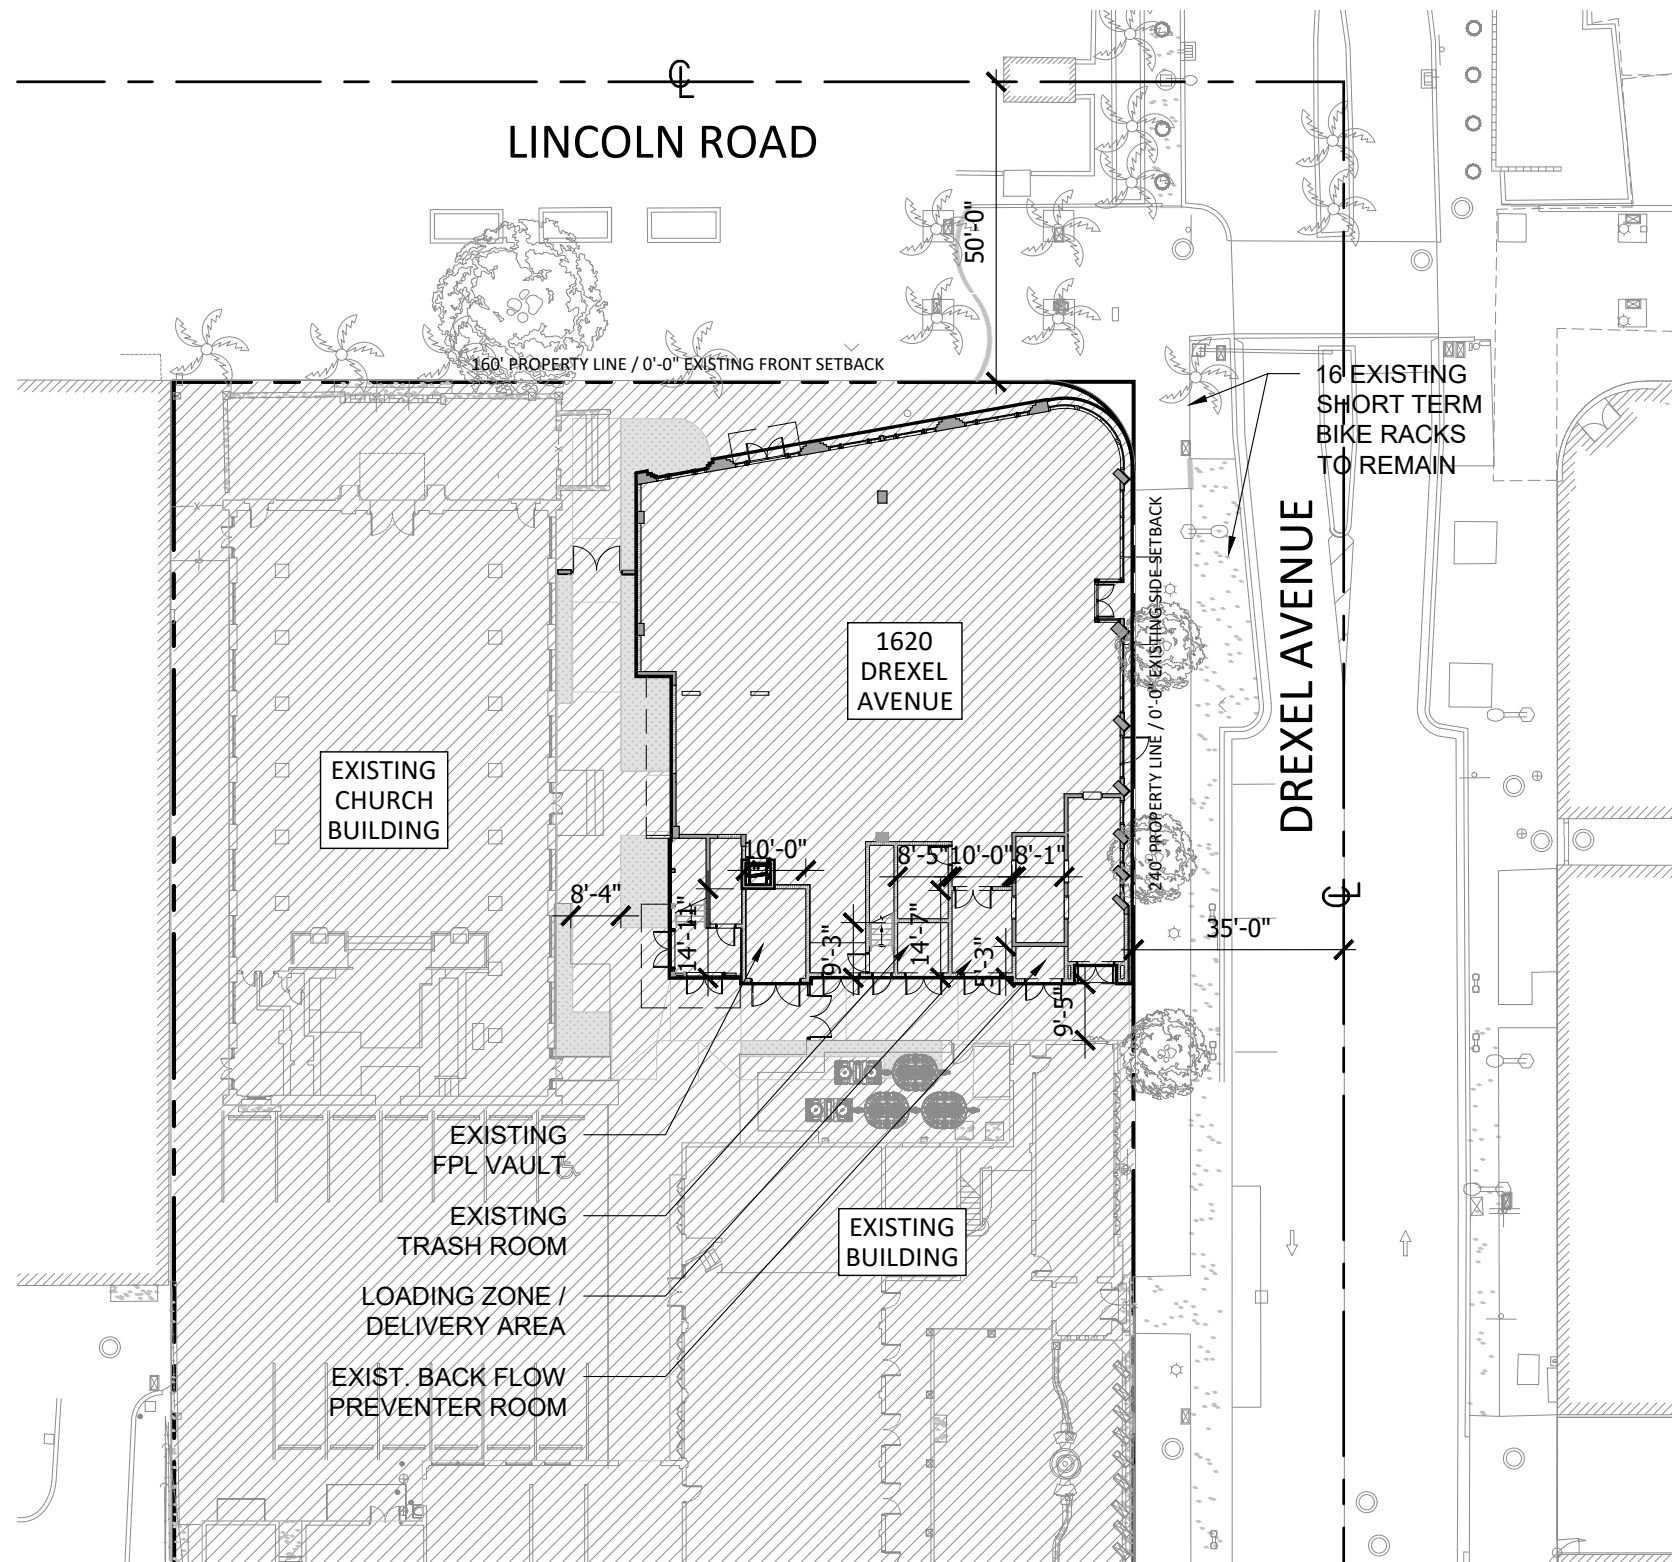 LINCOLN ROAD
50'-0"
160' PROPERTY LINE / 0'-0" EXISTING FRONT SETBACK
16 EXISTING
SHORT TERM
BIKE RACKS
TO REMAIN
DREXEL AVENUE
240' PROPERTY LINE / 0'-0" EXISTING SIDE SETBACK
1620
DREXEL
AVENUE
EXISTING
CHURCH
BUILDING
10'-0"
8'-5"
10'-0"
8'-1"
8'-4"
14'-11"
9'-3"
14'-7"
9'-5"
35'-0"
EXISTING
FPL VAULT
EXISTING
TRASH ROOM
LOADING ZONE /
DELIVERY AREA
EXIST. BACK FLOW
PREVENTER ROOM
EXISTING
BUILDING